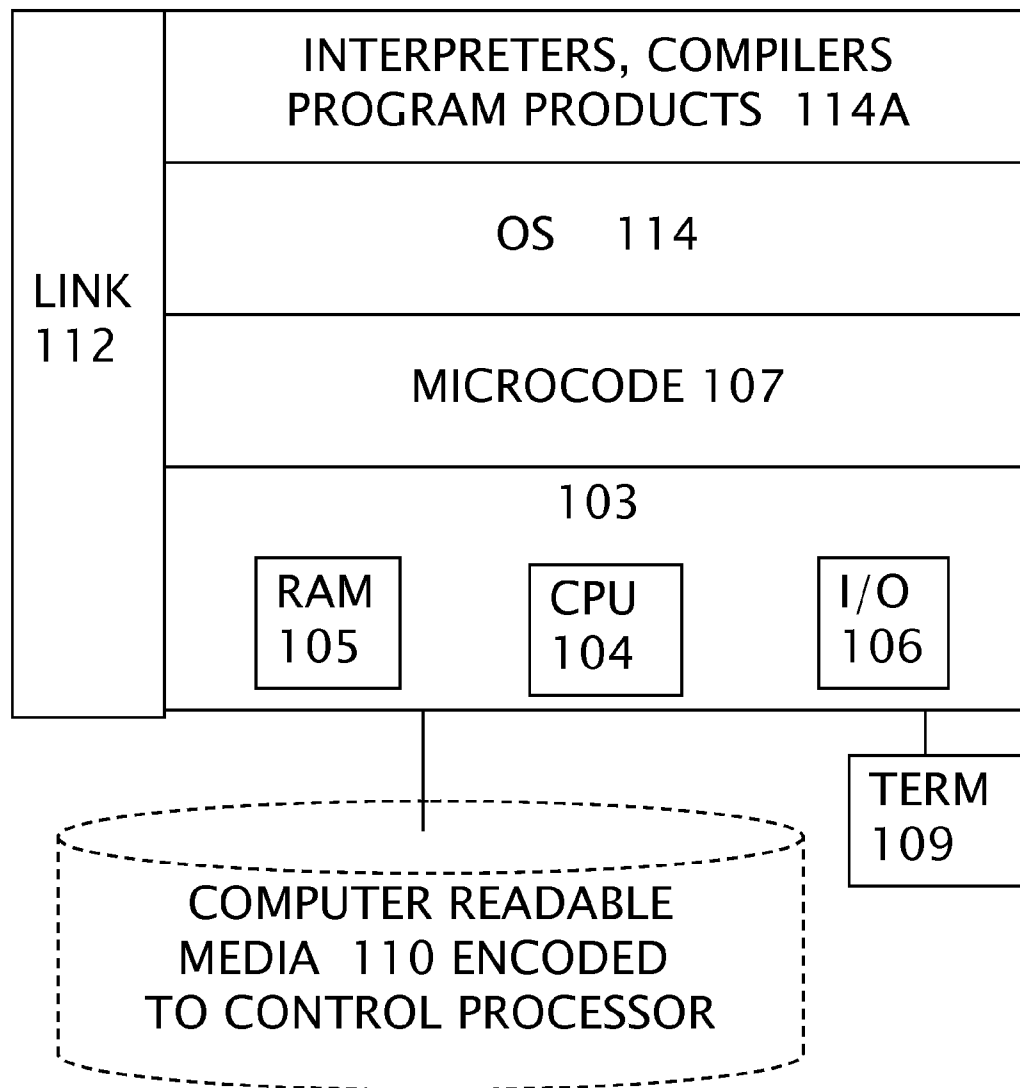 INTERPRETERS, COMPILERS
PROGRAM PRODUCTS 114A
OS 114
LINK
112
MICROCODE 107
103
RAM
105
CPU
104
I/O
106
TERM
109
COMPUTER READABLE
MEDIA 110 ENCODED
TO CONTROL PROCESSOR